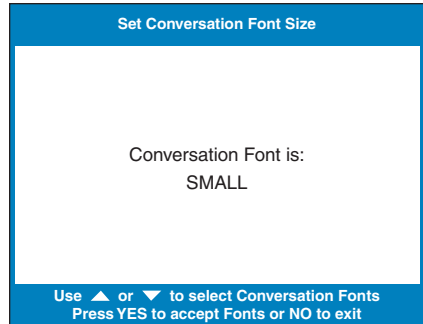 Set Conversation Font Size
Conversation Font is:
SMALL
Use ▲ or ▼ to select Conversation Fonts
Press YES to accept Fonts or NO to exit